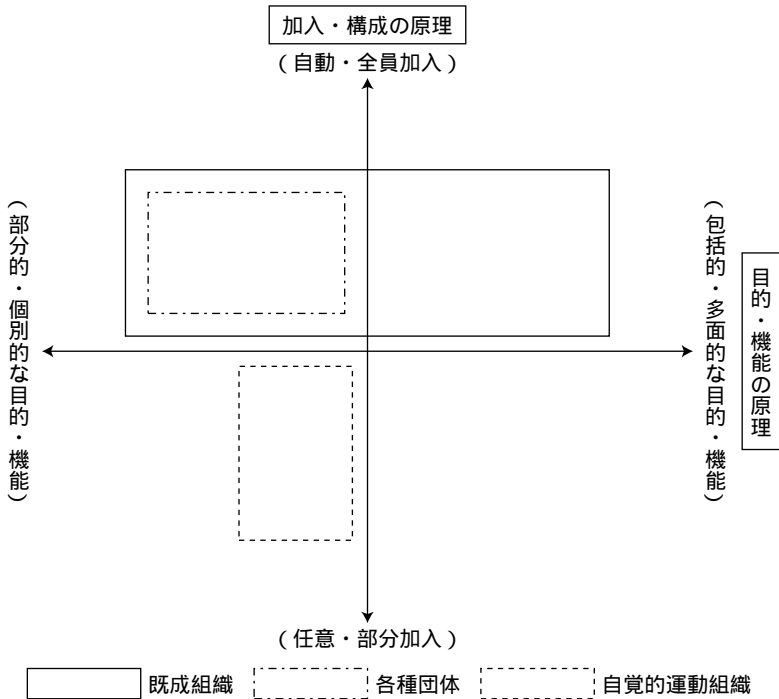 加入・構成の原理
（自動・全員加入）
（部分的・個別的な目的・機能）
（包括的・多面的な目的・機能）
目的・機能の原理
（任意・部分加入）
既成組織
各種団体
自覚的運動組織